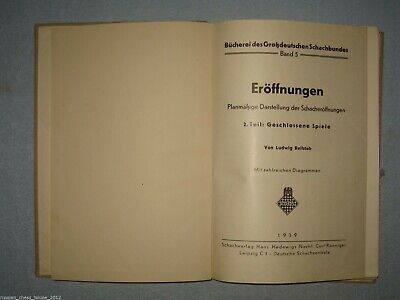 Bücherei des Großdeutschen Schachbundes
Band 5
Eröffnungen
Planmäßige Darstellung der Schacheröffnungen
2. Teil: Geschlossene Spiele
Von Ludwig Rellstab
Mit zahlreichen Diagrammen
1939
Schachverlag Hans Hedewigs Nachf. Curt Ronniger
Leipzig C 1 - Deutsche Schachzentrale
russian_chess_house_2012